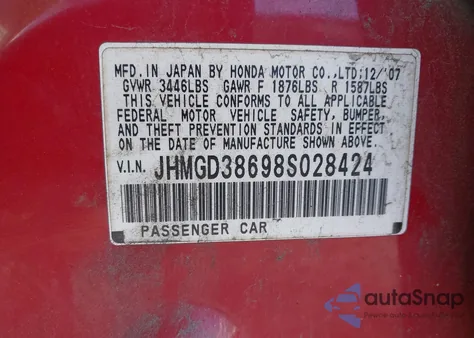 MFD. IN JAPAN BY HONDA MOTOR CO., LTD: 12/'07
GVWR 3446LBS GAWR F 1876LBS R 1587LBS
THIS VEHICLE CONFORMS TO ALL APPLICABLE
FEDERAL MOTOR VEHICLE SAFETY, BUMPER,
AND THEFT PREVENTION STANDARDS IN EFFECT
ON THE DATE OF MANUFACTURE SHOWN ABOVE.
V.I.N. JHMGD38698S028424
PASSENGER CAR
autoSnap